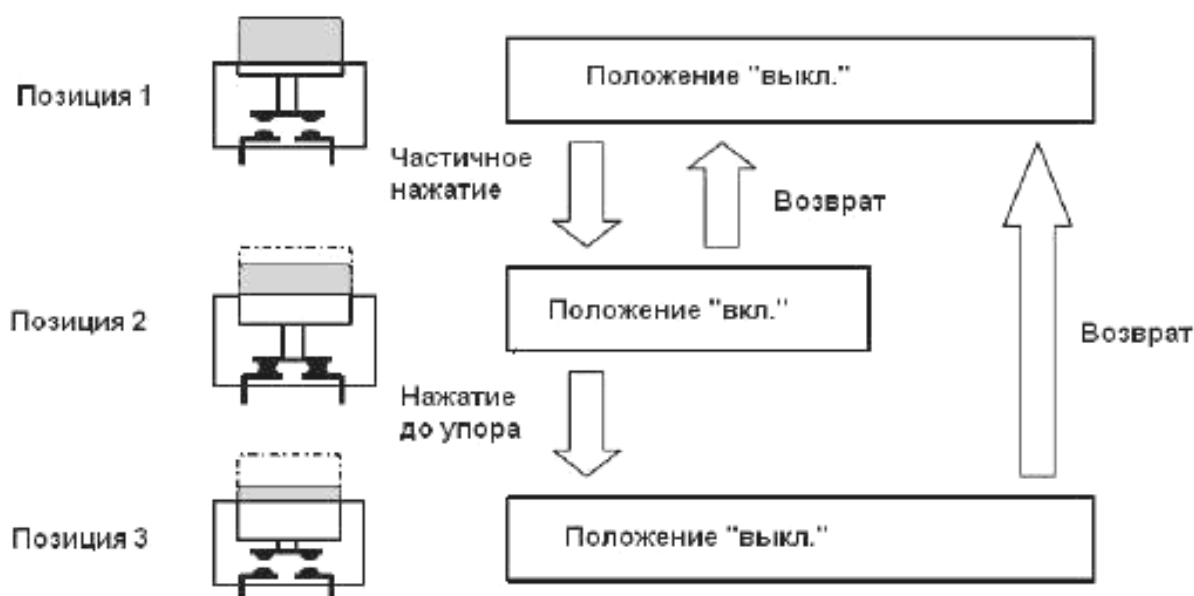 Позиция 1
Положение "выкл."
Частичное
нажатие
Возврат
Позиция 2
Положение "вкл."
Возврат
Нажатие
до упора
Позиция 3
Положение "выкл."